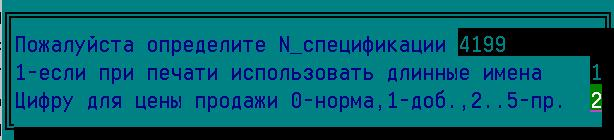 Пожалуйста определите N_спецификации 4199
1-если при печати использовать длинные имена 1
Цифру для цены продажи 0-норма,1-доб.,2..5-пр. 2